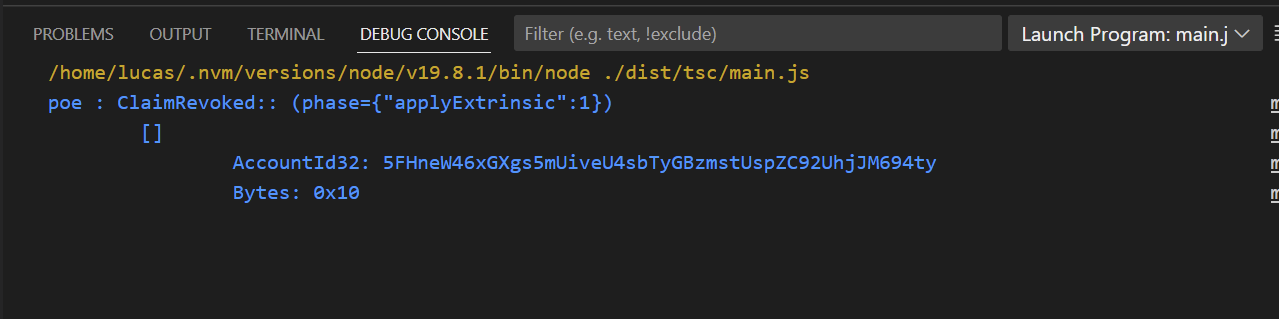 PROBLEMS OUTPUT TERMINAL DEBUG CONSOLE Filter (e.g. text, !exclude) Launch Program: main.j
/home/lucas/.nvm/versions/node/v19.8.1/bin/node ./dist/tsc/main.js
poe : ClaimRevoked:: (phase={"applyExtrinsic":1})
[]
AccountId32: 5FHneW46xGXgs5mUiveU4sbTyGBzmstUspZC92UhjJM694ty
Bytes: 0x10